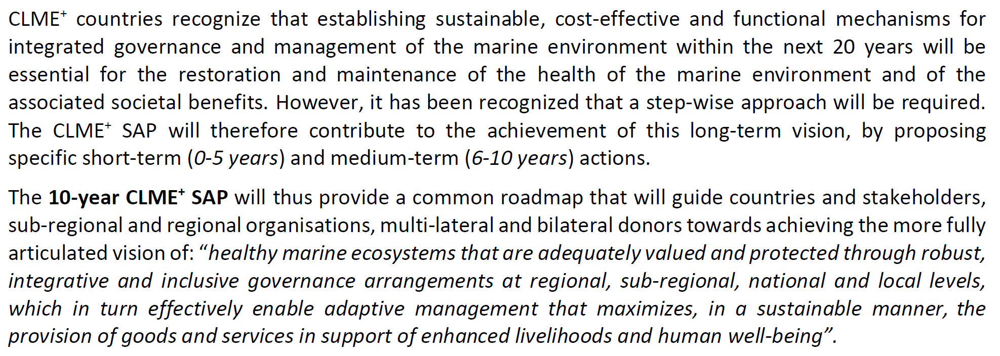 CLME⁺ countries recognize that establishing sustainable, cost-effective and functional mechanisms for
integrated governance and management of the marine environment within the next 20 years will be
essential for the restoration and maintenance of the health of the marine environment and of the
associated societal benefits. However, it has been recognized that a step-wise approach will be required.
The CLME⁺ SAP will therefore contribute to the achievement of this long-term vision, by proposing
specific short-term (0-5 years) and medium-term (6-10 years) actions.
The 10-year CLME⁺ SAP will thus provide a common roadmap that will guide countries and stakeholders,
sub-regional and regional organisations, multi-lateral and bilateral donors towards achieving the more fully
articulated vision of: “healthy marine ecosystems that are adequately valued and protected through robust,
integrative and inclusive governance arrangements at regional, sub-regional, national and local levels,
which in turn effectively enable adaptive management that maximizes, in a sustainable manner, the
provision of goods and services in support of enhanced livelihoods and human well-being”.